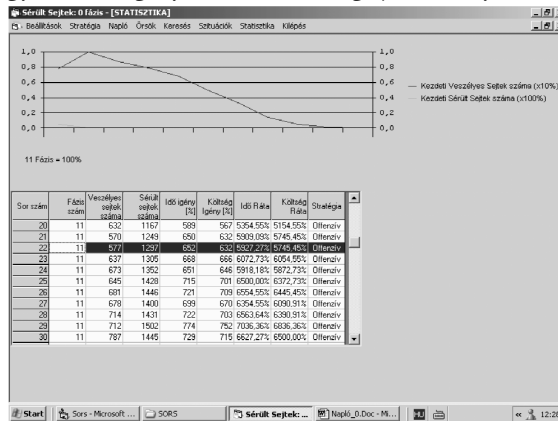 Sérült Sejtek: 0 fázis - [STATISZTIKA]
Beállítások Stratégia Napló Őrsök Keresés Szituációk Statisztika Kilépés
1,0 1,0
0,8 0,8
0,6 0,6
0,4 0,4
0,2 0,2
0,0 0,0
Kezdeti Veszélyes Sejtek száma (x10%)
Kezdeti Sérült Sejtek száma (x100%)
11 Fázis = 100%
Sor szám Fázis szám Veszélyes sejtek száma Sérült sejtek száma Idő igény [%] Költség Igény [%] Idő Ráta Költség Ráta Stratégia
20 11 632 1167 589 567 5354,55% 5154,55% Offenzív
21 11 570 1249 650 632 5909,09% 5745,45% Offenzív
22 11 577 1297 652 632 5927,27% 5745,45% Offenzív
23 11 637 1305 668 666 6072,73% 6054,55% Offenzív
24 11 673 1352 651 646 5918,18% 5872,73% Offenzív
25 11 645 1428 715 701 6500,00% 6372,73% Offenzív
26 11 681 1446 721 709 6554,55% 6445,45% Offenzív
27 11 678 1400 699 670 6354,55% 6090,91% Offenzív
28 11 714 1431 722 703 6563,64% 6390,91% Offenzív
29 11 712 1502 774 752 7036,36% 6836,36% Offenzív
30 11 787 1445 729 715 6627,27% 6500,00% Offenzív
Start Sors - Microsoft ... SORS Sérült Sejtek: ... Napló_0.Doc - Mi... HU « 12:28